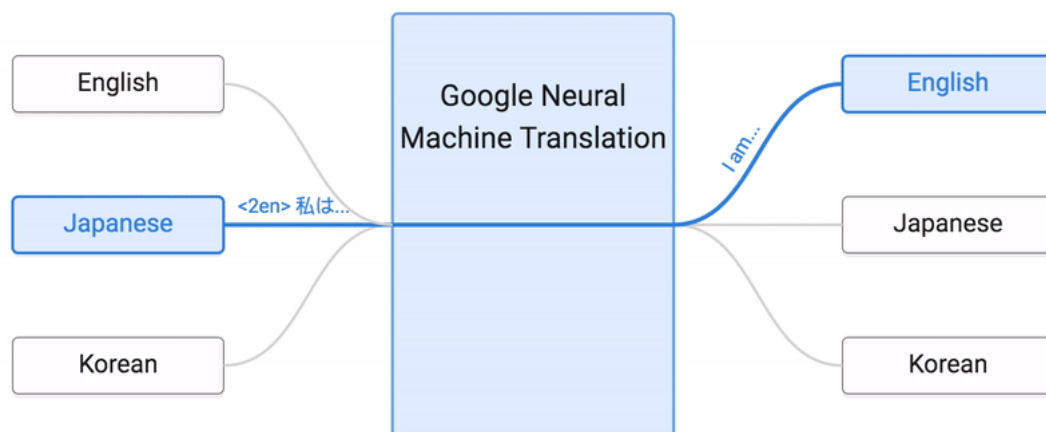 English
Japanese
Korean
<2en> 私は...
Google Neural
Machine Translation
I am...
English
Japanese
Korean